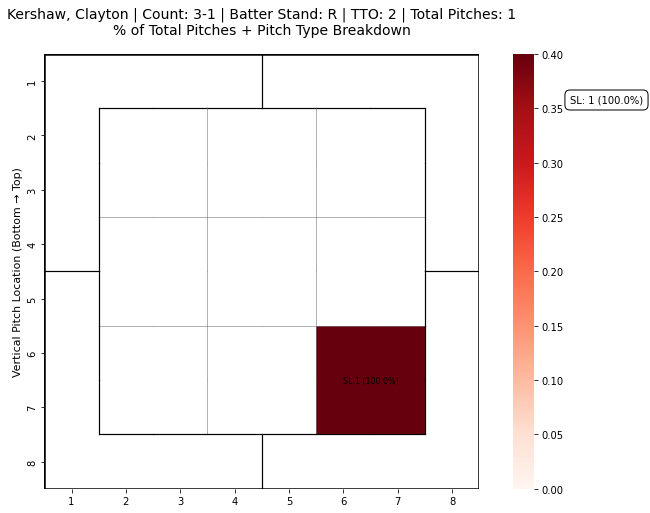 Kershaw, Clayton | Count: 3-1 | Batter Stand: R | TTO: 2 | Total Pitches: 1
% of Total Pitches + Pitch Type Breakdown
Vertical Pitch Location (Bottom → Top)
1
2
3
4
5
6
7
8
SL 1 (100.0%)
1 2 3 4 5 6 7 8
0.40
0.35
0.30
0.25
0.20
0.15
0.10
0.05
0.00
SL: 1 (100.0%)